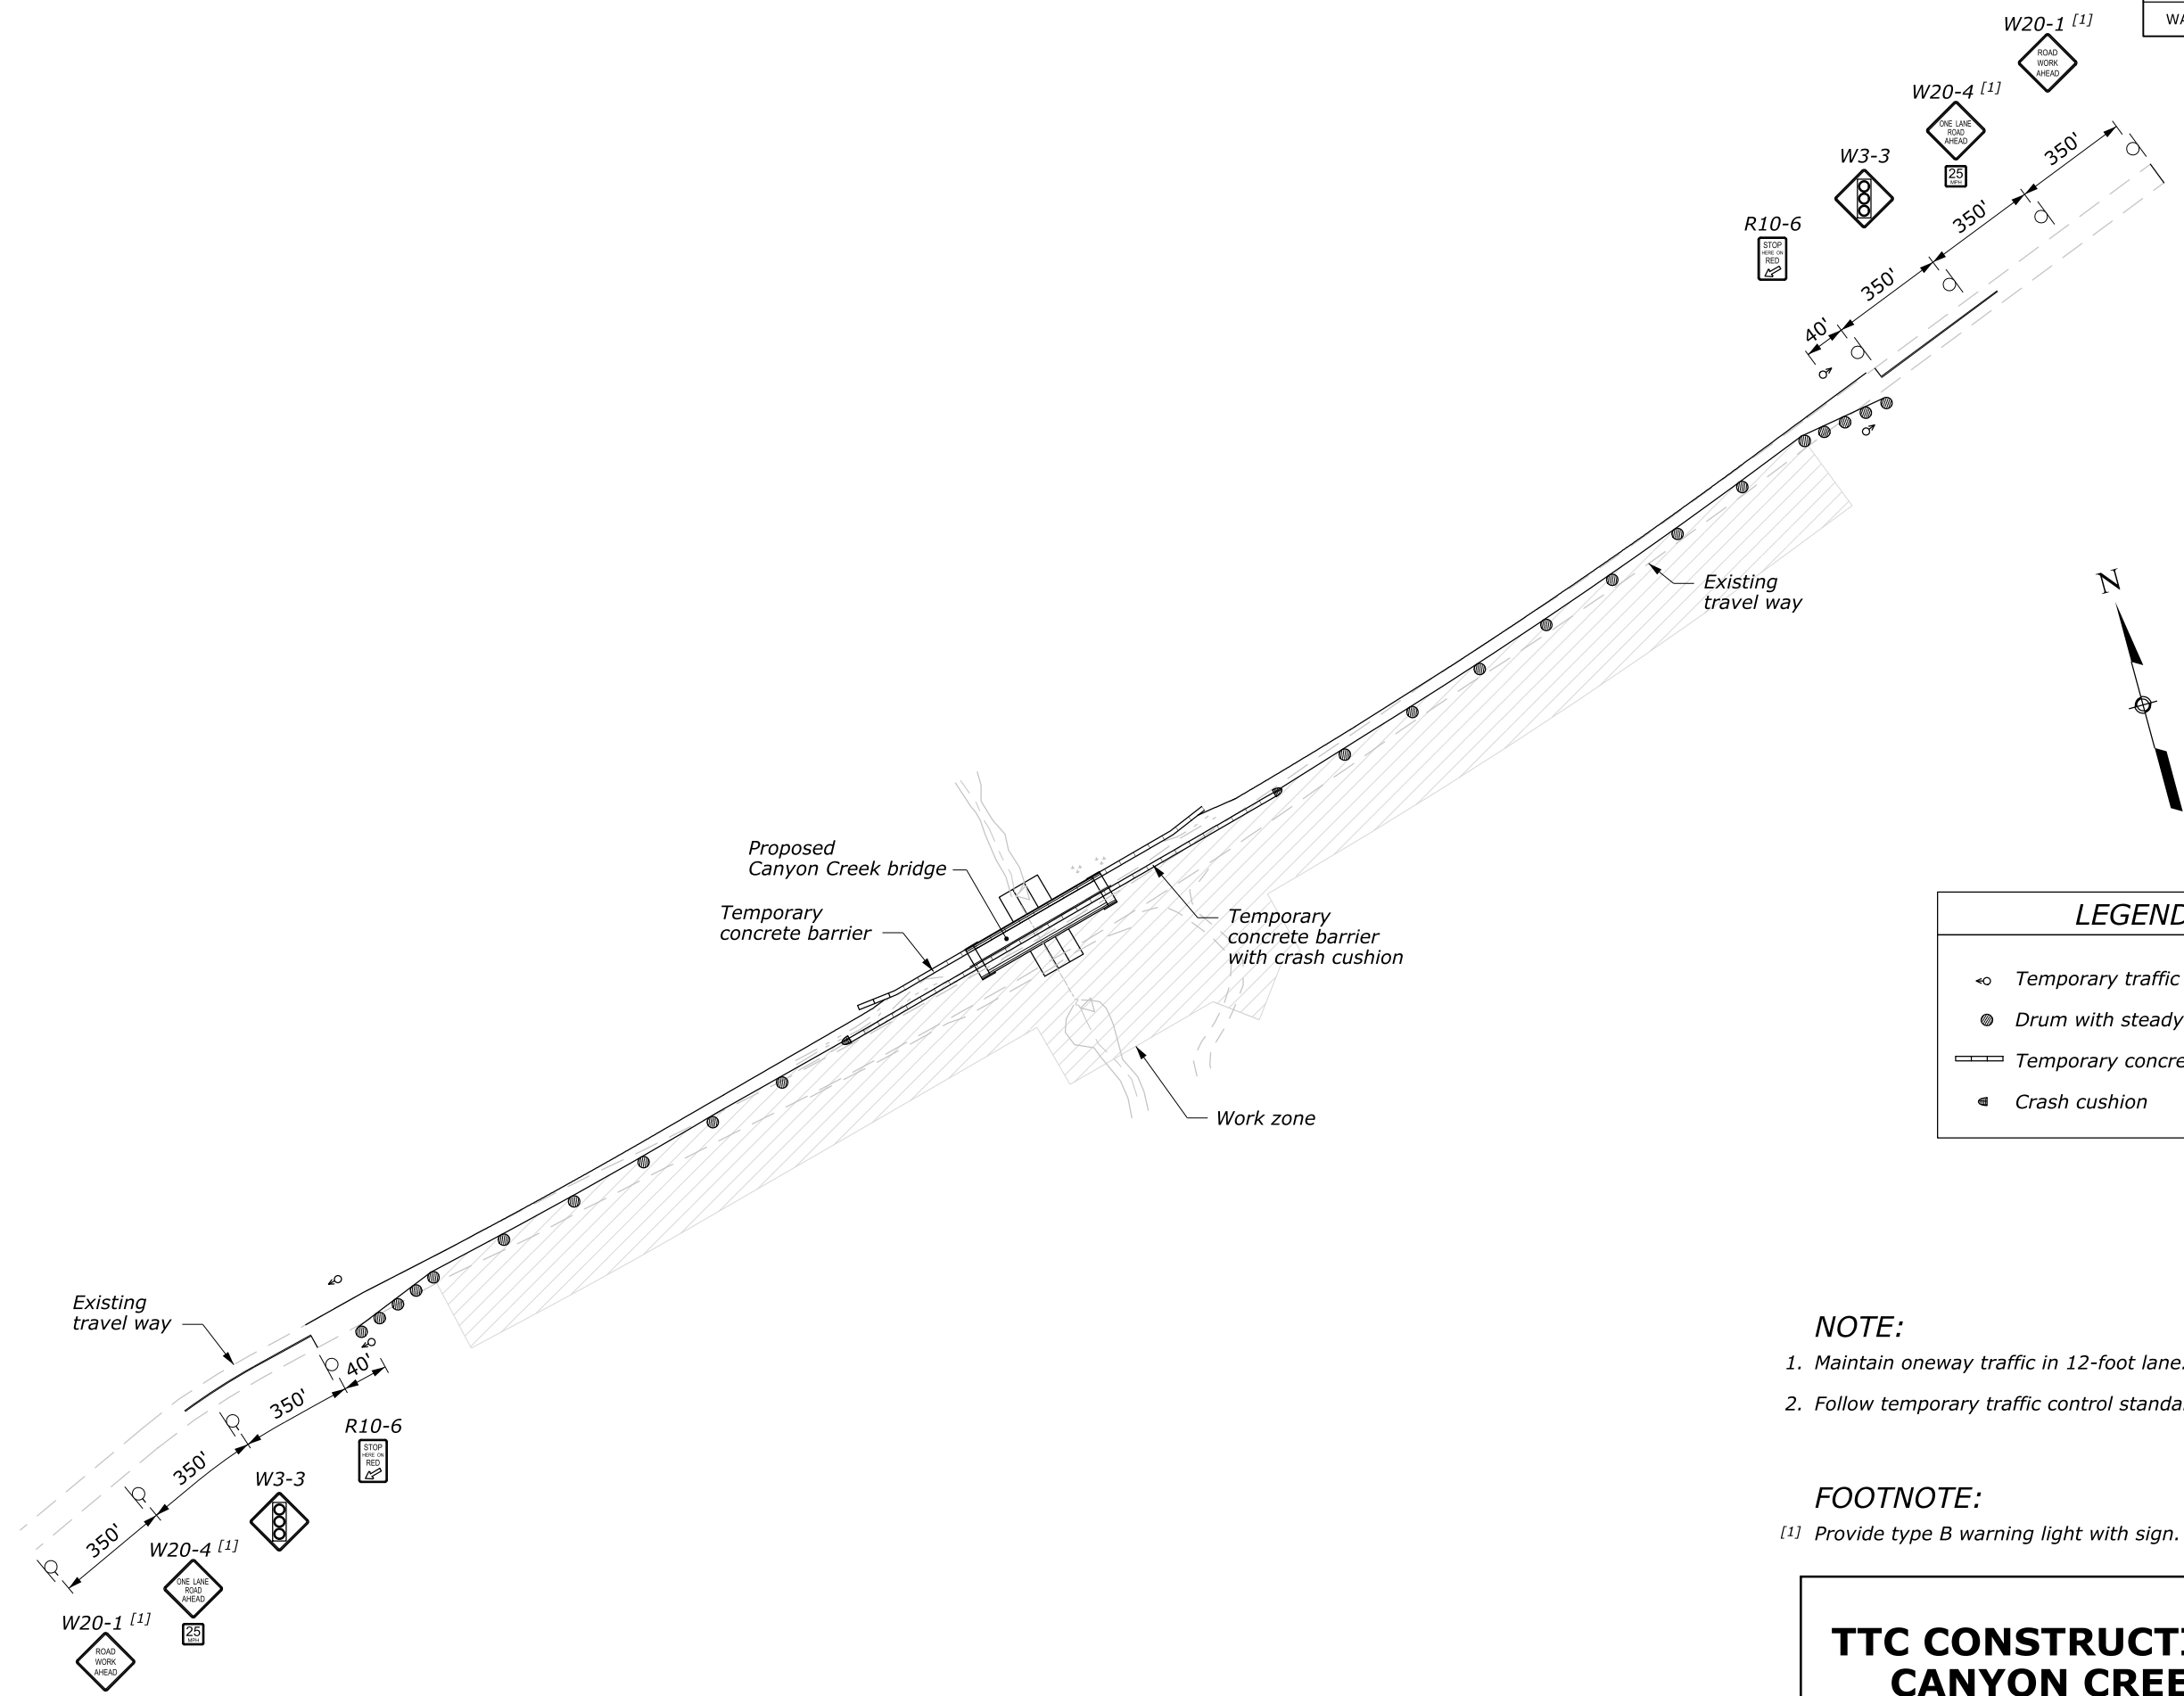 WA
W20-1 [1]
ROAD
WORK
AHEAD
W20-4 [1]
ONE LANE
ROAD
AHEAD
25
MPH
W3-3
R10-6
STOP
HERE ON
RED
350'
350'
350'
40'
Existing
travel way
N
Proposed
Canyon Creek bridge
Temporary
concrete barrier
Temporary
concrete barrier
with crash cushion
Work zone
LEGEND
Temporary traffic
Drum with steady
Temporary concre
Crash cushion
Existing
travel way
40'
350'
350'
350'
R10-6
STOP
HERE ON
RED
W3-3
W20-4 [1]
ONE LANE
ROAD
AHEAD
25
MPH
W20-1 [1]
ROAD
WORK
AHEAD
NOTE:
1. Maintain oneway traffic in 12-foot lane.
2. Follow temporary traffic control standa
FOOTNOTE:
[1] Provide type B warning light with sign.
TTC CONSTRUCTI
CANYON CREE